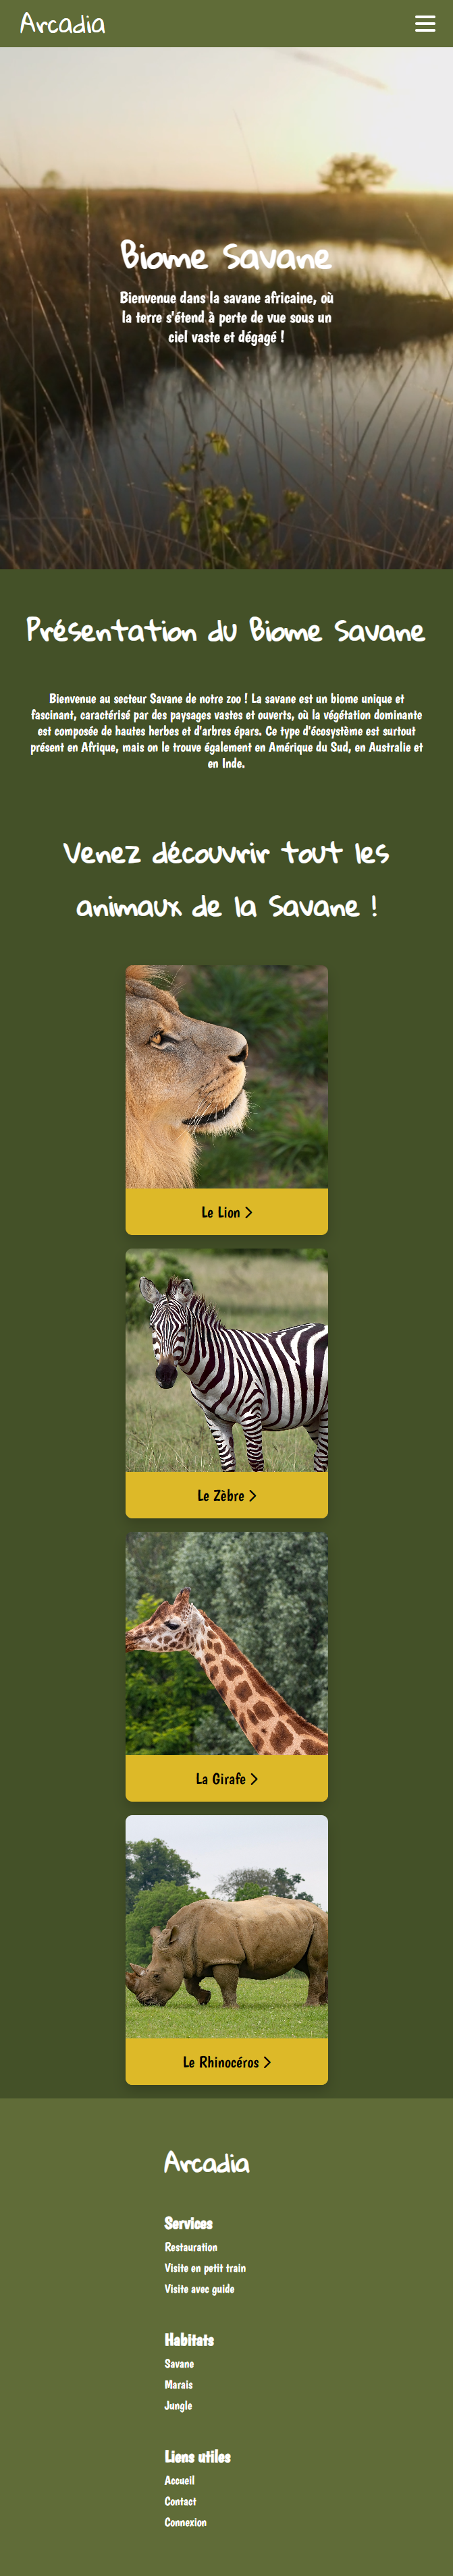 Arcadia
Biome Savane
Bienvenue dans la savane africaine, où
la terre s'étend à perte de vue sous un
ciel vaste et dégagé !
Présentation du Biome Savane
Bienvenue au secteur Savane de notre zoo ! La savane est un biome unique et
fascinant, caractérisé par des paysages vastes et ouverts, où la végétation dominante
est composée de hautes herbes et d'arbres épars. Ce type d'écosystème est surtout
présent en Afrique, mais on le trouve également en Amérique du Sud, en Australie et
en Inde.
Venez découvrir tout les
animaux de la Savane !
Le Lion
Le Zèbre
La Girafe
Le Rhinocéros
Arcadia
Services
Restauration
Visite en petit train
Visite avec guide
Habitats
Savane
Marais
Jungle
Liens utiles
Accueil
Contact
Connexion